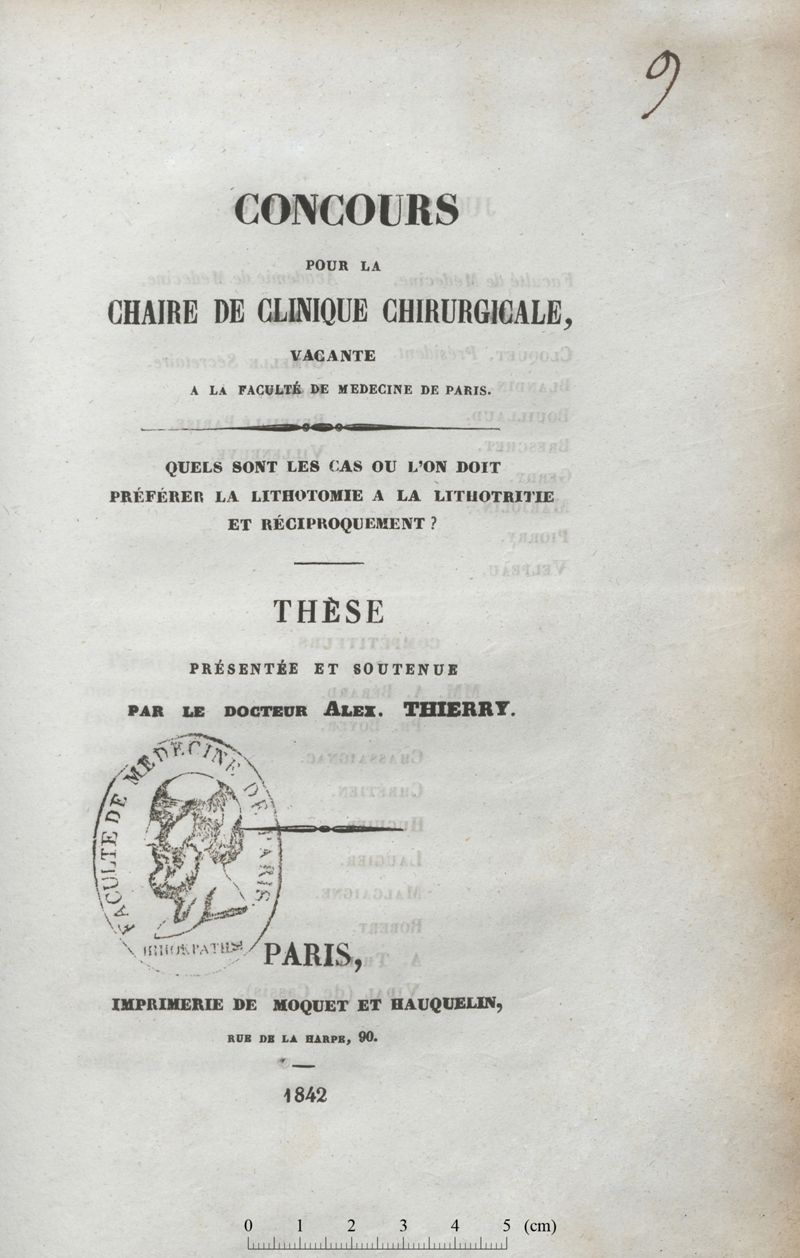 9
CONCOURS
POUR LA
CHAIRE DE CLINIQUE CHIRURGICALE,
VACANTE
A LA FACULTÉ DE MEDECINE DE PARIS.
QUELS SONT LES CAS OU L'ON DOIT
PRÉFÉRER LA LITHOTOMIE A LA LITHOTRITIE
ET RÉCIPROQUEMENT ?
THÈSE
PRÉSENTÉE ET SOUTENUE
PAR LE DOCTEUR ALEX. THIERRY.
FACULTE DE MEDECINE DE PARIS.
PARIS,
IMPRIMERIE DE MOQUET ET HAUQUELIN,
RUE DE LA HARPE, 90.
1842
0 1 2 3 4 5 (cm)